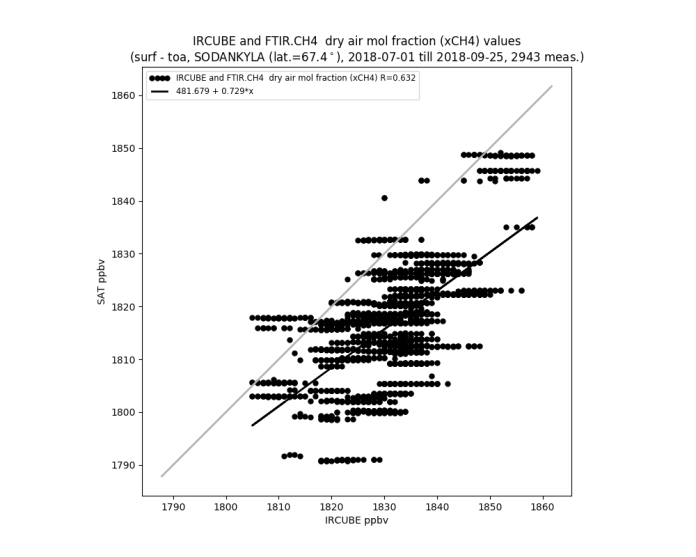 IRCUBE and FTIR.CH4 dry air mol fraction (xCH4) values
(surf - toa, SODANKYLA (lat.=67.4°), 2018-07-01 till 2018-09-25, 2943 meas.)
IRCUBE and FTIR.CH4 dry air mol fraction (xCH4) R=0.632
481.679 + 0.729*x
1860
1850
1840
1830
1820
1810
1800
1790
SAT ppbv
1790 1800 1810 1820 1830 1840 1850 1860
IRCUBE ppbv